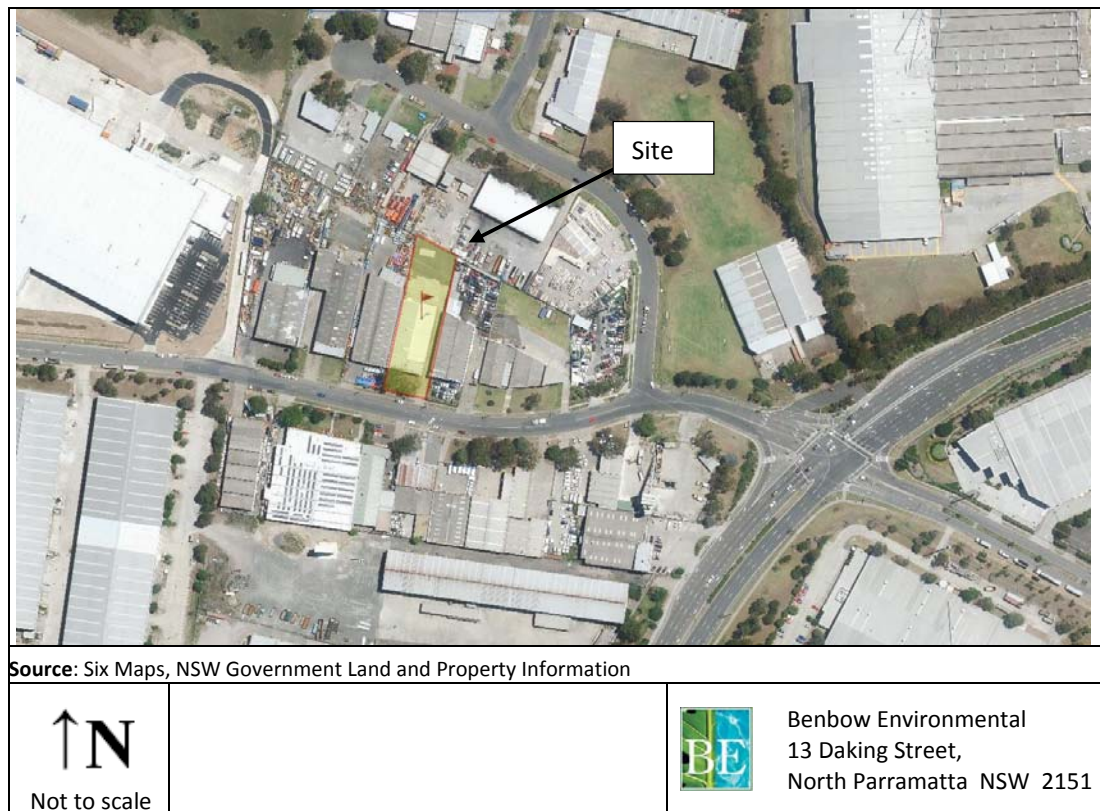 Site
Source: Six Maps, NSW Government Land and Property Information
↑N
Not to scale
BE
Benbow Environmental
13 Daking Street,
North Parramatta NSW 2151